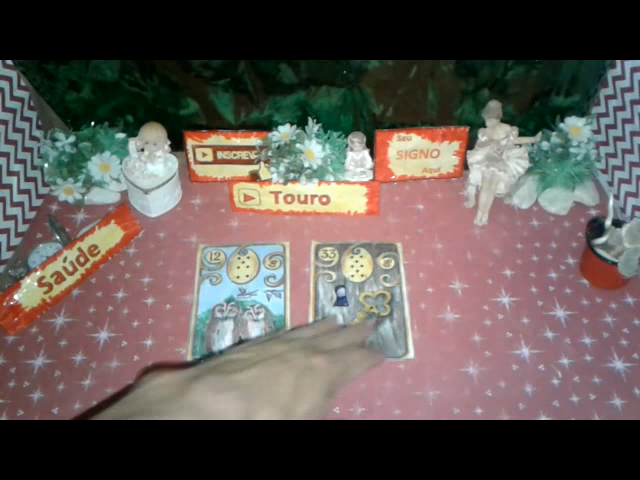 INSCREV
Seu
SIGNO
Aqui
Touro
Saúde
12
33